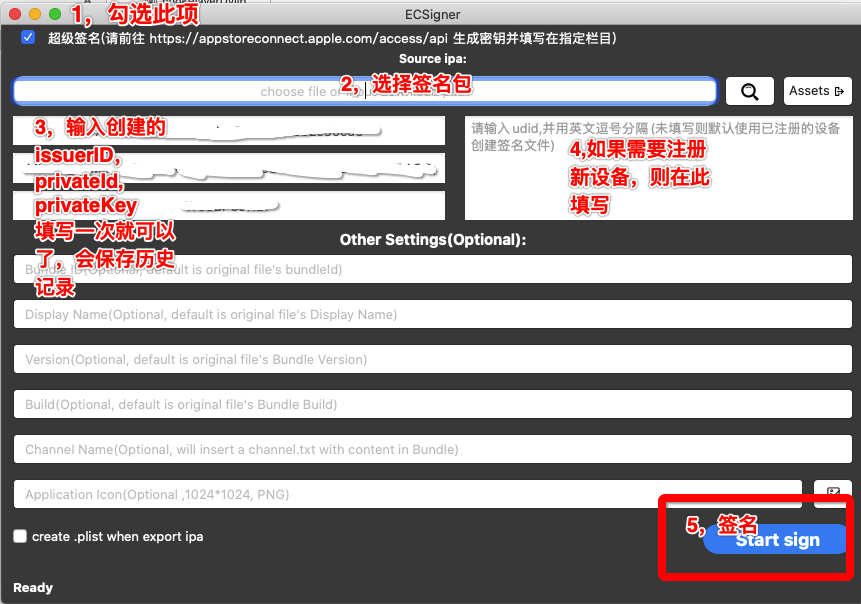 ECSigner
1，勾选此项
超级签名(请前往 https://appstoreconnect.apple.com/access/api 生成密钥并填写在指定栏目)
Source ipa:
choose file or
2，选择签名包
Assets
3，输入创建的
issuerID,
privateId,
privateKey
填写一次就可以
了，会保存历史
记录
请输入udid,并用英文逗号分隔 (未填写则默认使用已注册的设备
创建签名文件)
4,如果需要注册
新设备，则在此
填写
Other Settings(Optional):
Bundle ID(Optional, default is original file's bundleId)
Display Name(Optional, default is original file's Display Name)
Version(Optional, default is original file's Bundle Version)
Build(Optional, default is original file's Bundle Build)
Channel Name(Optional, will insert a channel.txt with content in Bundle)
Application Icon(Optional ,1024*1024, PNG)
create .plist when export ipa
5，签名
Start sign
Ready